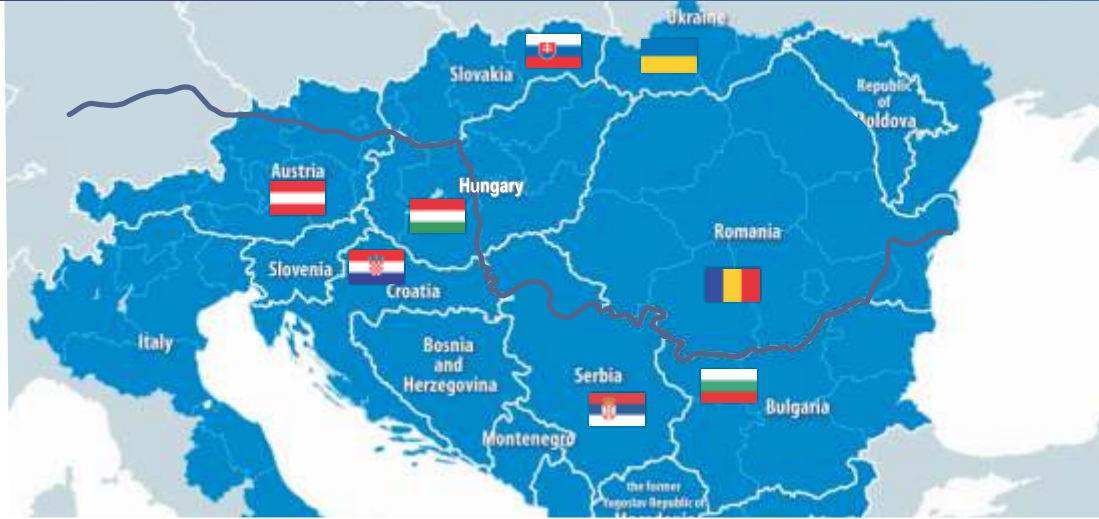 Ukraine
Slovakia
Republic
of
Moldova
Austria
Hungary
Romania
Slovenia
Croatia
Italy
Bosnia
and
Herzegovina
Serbia
Bulgaria
Montenegro
the former
Yugoslav Republic of
Macedonia